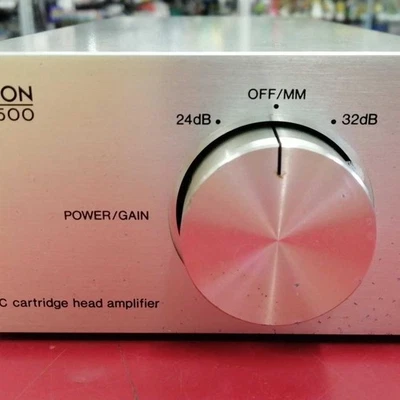 ON
500
OFF/MM
24dB
32dB
POWER/GAIN
C cartridge head amplifier